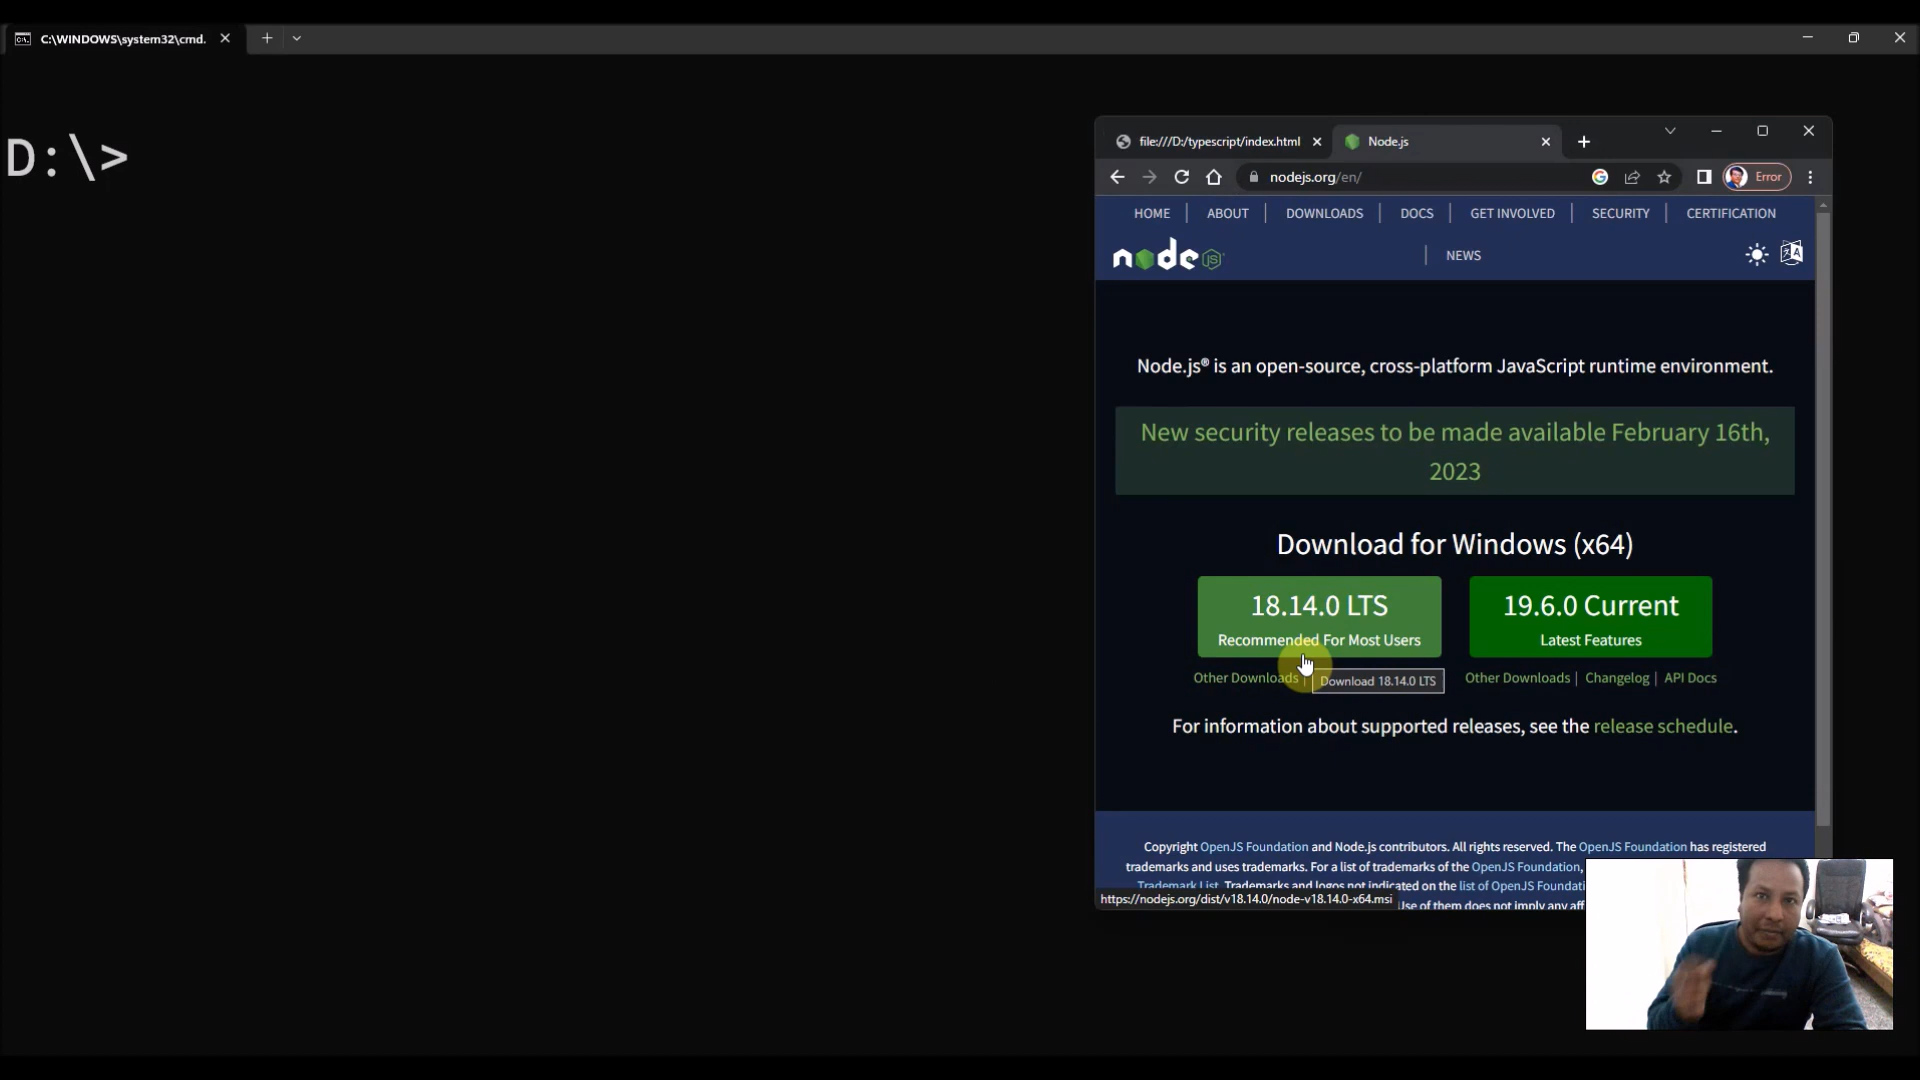 C:\WINDOWS\system32\cmd.
D:\>
file:///D:/typescript/index.html
Node.js
nodejs.org/en/
Error
HOME | ABOUT | DOWNLOADS | DOCS | GET INVOLVED | SECURITY | CERTIFICATION
node JS
| NEWS
Node.js® is an open-source, cross-platform JavaScript runtime environment.
New security releases to be made available February 16th,
2023
Download for Windows (x64)
18.14.0 LTS
Recommended For Most Users
19.6.0 Current
Latest Features
Other Downloads |
Download 18.14.0 LTS
Other Downloads | Changelog | API Docs
For information about supported releases, see the release schedule.
Copyright OpenJS Foundation and Node.js contributors. All rights reserved. The OpenJS Foundation has registered
trademarks and uses trademarks. For a list of trademarks of the OpenJS Foundation,
Trademark List. Trademarks and logos not indicated on the list of OpenJS Foundati
https://nodejs.org/dist/v18.14.0/node-v18.14.0-x64.msi
Use of them does not imply any aff